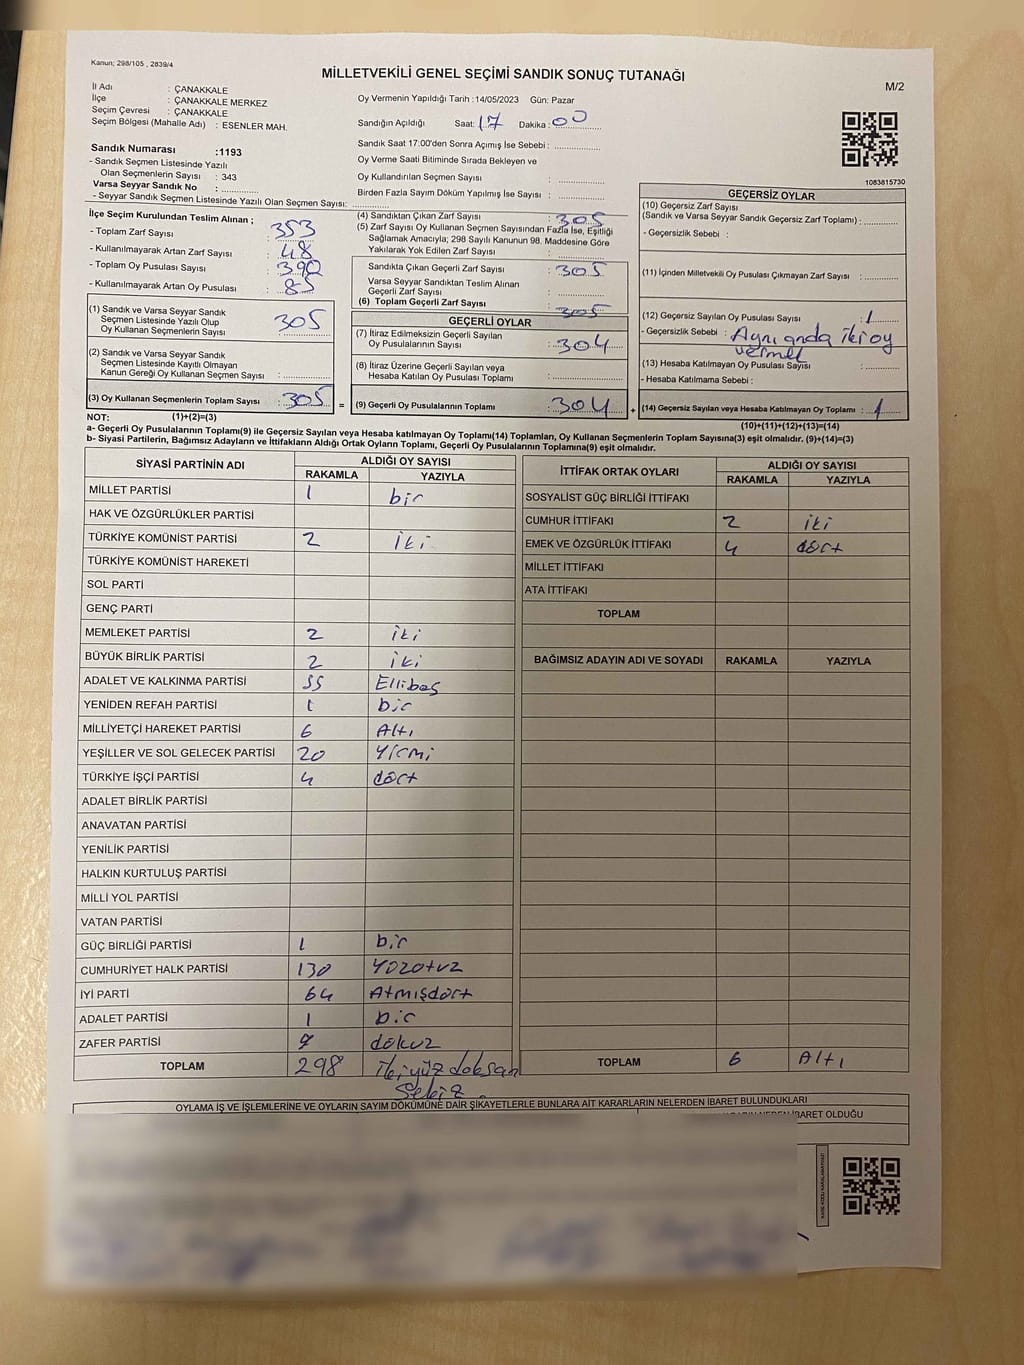 Kanun; 298/105 , 2839/4
MİLLETVEKİLİ GENEL SEÇİMİ SANDIK SONUÇ TUTANAĞI
M/2
İl Adı : ÇANAKKALE
İlçe : ÇANAKKALE MERKEZ
Seçim Çevresi : ÇANAKKALE
Seçim Bölgesi (Mahalle Adı) : ESENLER MAH.
Oy Vermenin Yapıldığı Tarih :14/05/2023 Gün: Pazar
Sandığın Açıldığı Saat: 17 Dakika: 00
Sandık Saat 17:00'den Sonra Açımış İse Sebebi :
Oy Verme Saati Bitiminde Sırada Bekleyen ve
Oy Kullandırılan Seçmen Sayısı :
Birden Fazla Sayım Döküm Yapılmış İse Sayısı :
Sandık Numarası :1193
- Sandık Seçmen Listesinde Yazılı
Olan Seçmenlerin Sayısı : 343
Varsa Seyyar Sandık No :
- Seyyar Sandık Seçmen Listesinde Yazılı Olan Seçmen Sayısı:
1083815730
İlçe Seçim Kurulundan Teslim Alınan ;
- Toplam Zarf Sayısı : 353
- Kullanılmayarak Artan Zarf Sayısı : 48
- Toplam Oy Pusulası Sayısı : 390
- Kullanılmayarak Artan Oy Pusulası : 85
(1) Sandık ve Varsa Seyyar Sandık
Seçmen Listesinde Yazılı Olup
Oy Kullanan Seçmenlerin Sayısı : 305
(2) Sandık ve Varsa Seyyar Sandık
Seçmen Listesinde Kayıtlı Olmayan
Kanun Gereği Oy Kullanan Seçmen Sayısı :
(3) Oy Kullanan Seçmenlerin Toplam Sayısı : 305 =
(4) Sandıktan Çıkan Zarf Sayısı : 305
(5) Zarf Sayısı Oy Kullanan Seçmen Sayısından Fazla İse, Eşitliği
Sağlamak Amacıyla; 298 Sayılı Kanunun 98. Maddesine Göre
Yakılarak Yok Edilen Zarf Sayısı :
Sandıkta Çıkan Geçerli Zarf Sayısı : 305
Varsa Seyyar Sandıktan Teslim Alınan
Geçerli Zarf Sayısı :
(6) Toplam Geçerli Zarf Sayısı : 305
GEÇERLİ OYLAR
(7) İtiraz Edilmeksizin Geçerli Sayılan
Oy Pusulalarının Sayısı : 304
(8) İtiraz Üzerine Geçerli Sayılan veya
Hesaba Katılan Oy Pusulası Toplamı :
(9) Geçerli Oy Pusulalarının Toplamı : 304 +
GEÇERSİZ OYLAR
(10) Geçersiz Zarf Sayısı
(Sandık ve Varsa Seyyar Sandık Geçersiz Zarf Toplamı) :
- Geçersizlik Sebebi :
(11) İçinden Milletvekili Oy Pusulası Çıkmayan Zarf Sayısı :
(12) Geçersiz Sayılan Oy Pusulası Sayısı : 1
- Geçersizlik Sebebi : Aynı anda iki oy
vermek
(13) Hesaba Katılmayan Oy Pusulası Sayısı :
- Hesaba Katılmama Sebebi :
(14) Geçersiz Sayılan veya Hesaba Katılmayan Oy Toplamı : 1
NOT: (1)+(2)=(3)
(10)+(11)+(12)+(13)=(14)
a- Geçerli Oy Pusulalarının Toplamı(9) ile Geçersiz Sayılan veya Hesaba katılmayan Oy Toplamı(14) Toplamları, Oy Kullanan Seçmenlerin Toplam Sayısına(3) eşit olmalıdır. (9)+(14)=(3)
b- Siyasi Partilerin, Bağımsız Adayların ve İttifakların Aldığı Ortak Oyların Toplamı, Geçerli Oy Pusulalarının Toplamına(9) eşit olmalıdır.
SİYASİ PARTİNİN ADI ALDIĞI OY SAYISI
RAKAMLA YAZIYLA
MİLLET PARTİSİ 1 bir
HAK VE ÖZGÜRLÜKLER PARTİSİ
TÜRKİYE KOMÜNİST PARTİSİ 2 iki
TÜRKİYE KOMÜNİST HAREKETİ
SOL PARTİ
GENÇ PARTİ
MEMLEKET PARTİSİ 2 iki
BÜYÜK BİRLİK PARTİSİ 2 iki
ADALET VE KALKINMA PARTİSİ 55 Ellibeş
YENİDEN REFAH PARTİSİ 1 bir
MİLLİYETÇİ HAREKET PARTİSİ 6 Altı
YEŞİLLER VE SOL GELECEK PARTİSİ 20 Yirmi
TÜRKİYE İŞÇİ PARTİSİ 4 dört
ADALET BİRLİK PARTİSİ
ANAVATAN PARTİSİ
YENİLİK PARTİSİ
HALKIN KURTULUŞ PARTİSİ
MİLLİ YOL PARTİSİ
VATAN PARTİSİ
GÜÇ BİRLİĞİ PARTİSİ 1 bir
CUMHURİYET HALK PARTİSİ 130 Yüzotuz
İYİ PARTİ 64 Atmışdört
ADALET PARTİSİ 1 bir
ZAFER PARTİSİ 9 dokuz
TOPLAM 298 ikiyüz doksan
sekiz
İTTİFAK ORTAK OYLARI ALDIĞI OY SAYISI
RAKAMLA YAZIYLA
SOSYALİST GÜÇ BİRLİĞİ İTTİFAKI
CUMHUR İTTİFAKI 2 iki
EMEK VE ÖZGÜRLÜK İTTİFAKI 4 dört
MİLLET İTTİFAKI
ATA İTTİFAKI
TOPLAM
BAĞIMSIZ ADAYIN ADI VE SOYADI RAKAMLA YAZIYLA
TOPLAM 6 Altı
OYLAMA İŞ VE İŞLEMLERİNE VE OYLARIN SAYIM DÖKÜMÜNE DAİR ŞİKAYETLERLE BUNLARA AİT KARARLARIN NELERDEN İBARET BULUNDUKLARI
NEDEN İBARET OLDUĞU